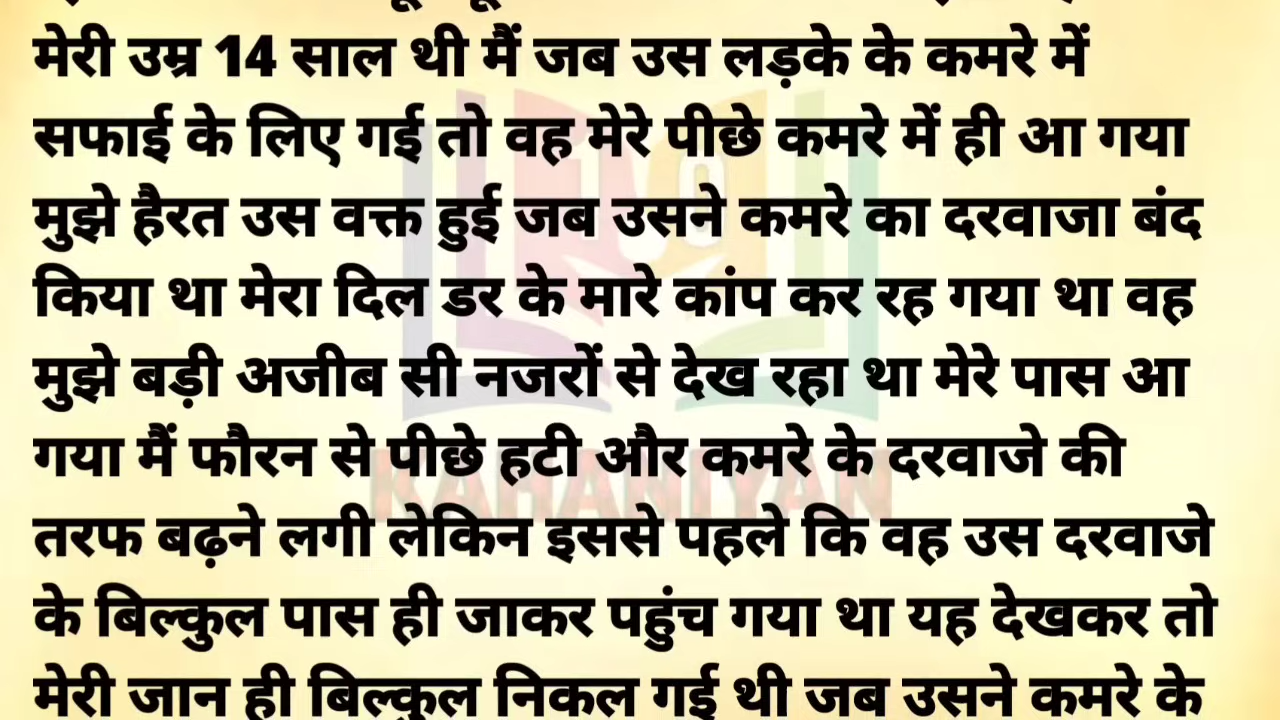 मेरी उम्र 14 साल थी मैं जब उस लड़के के कमरे में
सफाई के लिए गई तो वह मेरे पीछे कमरे में ही आ गया
मुझे हैरत उस वक्त हुई जब उसने कमरे का दरवाजा बंद
किया था मेरा दिल डर के मारे कांप कर रह गया था वह
मुझे बड़ी अजीब सी नजरों से देख रहा था मेरे पास आ
गया मैं फौरन से पीछे हटी और कमरे के दरवाजे की
KAHANIYAN
तरफ बढ़ने लगी लेकिन इससे पहले कि वह उस दरवाजे
के बिल्कुल पास ही जाकर पहुंच गया था यह देखकर तो
मेरी जान ही बिल्कुल निकल गई थी जब उसने कमरे के